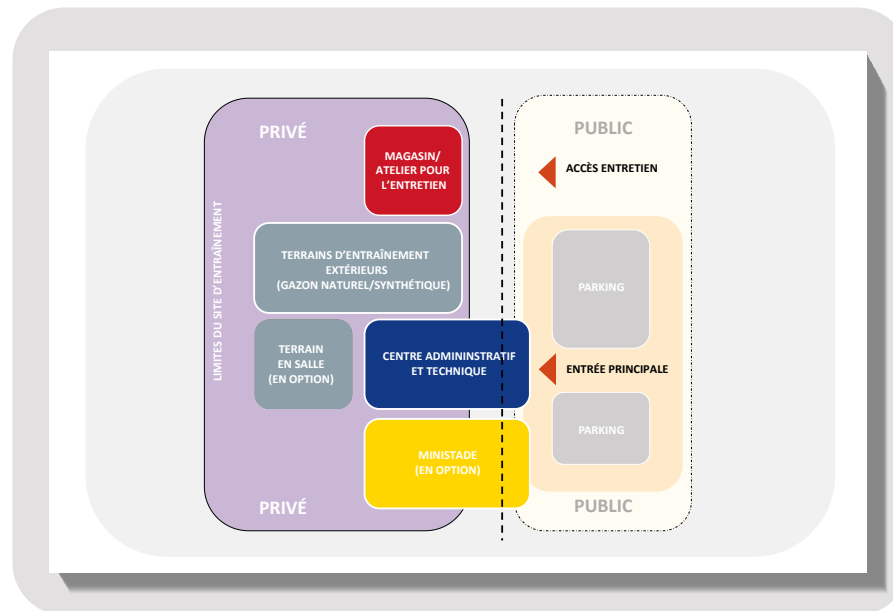 PRIVÉ
PUBLIC
MAGASIN/
ATELIER POUR
L'ENTRETIEN
ACCÈS ENTRETIEN
LIMITES DU SITE D'ENTRAÎNEMENT
TERRAINS D'ENTRAÎNEMENT
EXTÉRIEURS
(GAZON NATUREL/SYNTHÉTIQUE)
PARKING
TERRAIN
EN SALLE
(EN OPTION)
CENTRE ADMININSTRATIF
ET TECHNIQUE
ENTRÉE PRINCIPALE
PARKING
MINISTADE
(EN OPTION)
PRIVÉ
PUBLIC